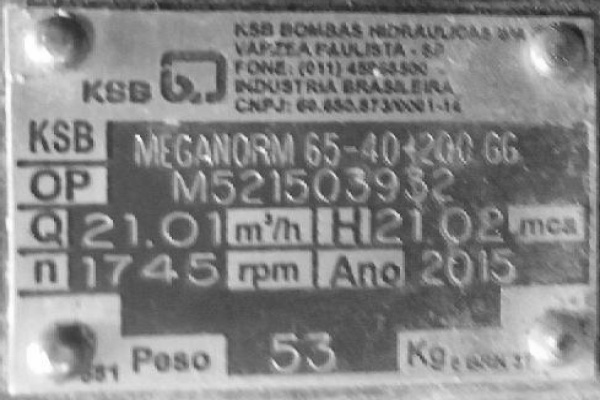 KSB BOMBAS HIDRAULICAS S/A
VARZEA PAULISTA - SP
FONE: (011) 45968500
INDUSTRIA BRASILEIRA
CNPJ: 60.680.873/0001-14
KSB
KSB MEGANORM 65-40-200 GG
OP M521503932
Q 21.01 m³/h H 21.02 mca
n 1745 rpm Ano 2015
Peso 53 Kg